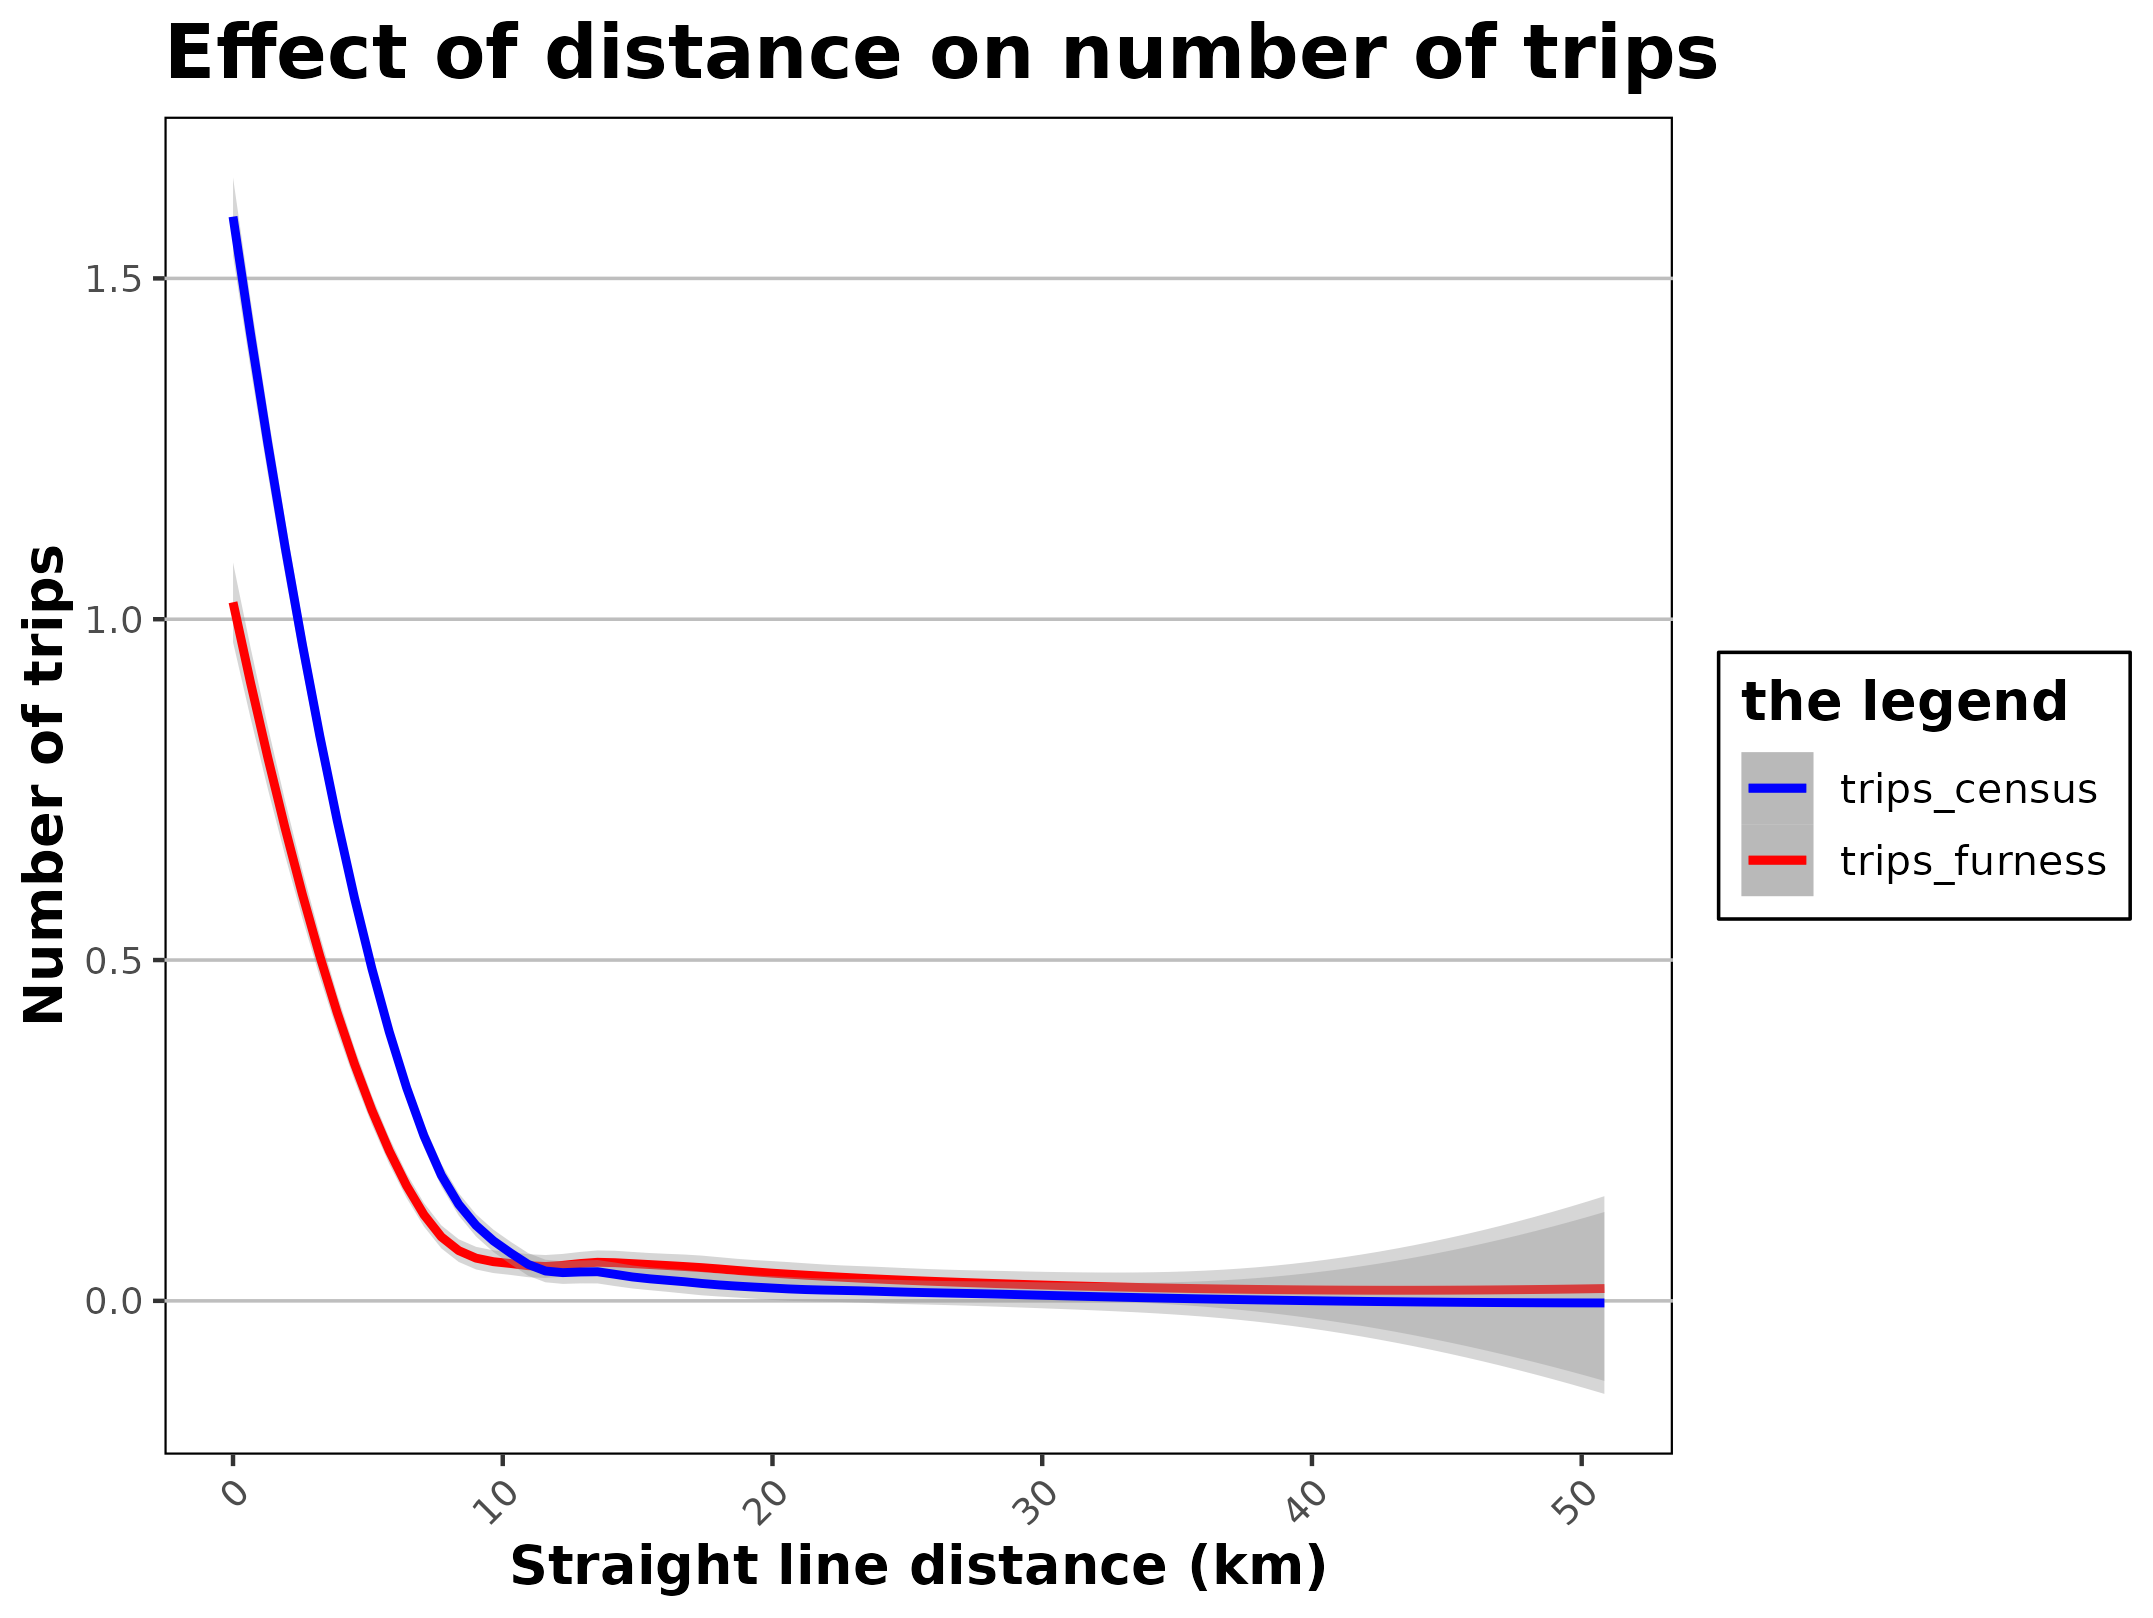 Effect of distance on number of trips
Number of trips
1.5
1.0
0.5
0.0
0
10
20
30
40
50
Straight line distance (km)
the legend
trips_census
trips_furness